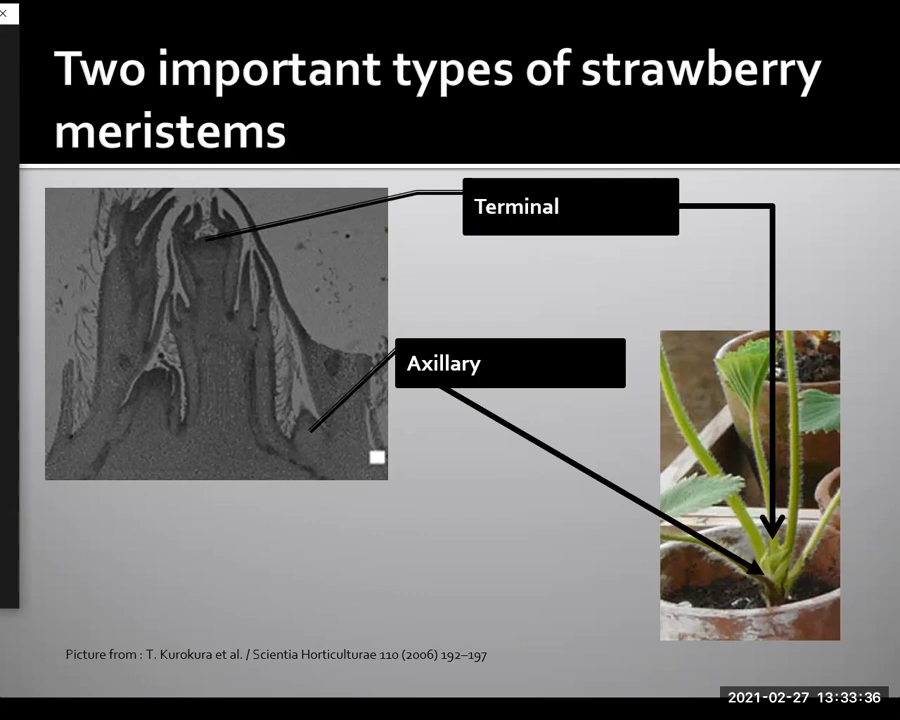 Two important types of strawberry
meristems
Terminal
Axillary
Picture from : T. Kurokura et al. / Scientia Horticulturae 110 (2006) 192–197
2021-02-27 13:33:36